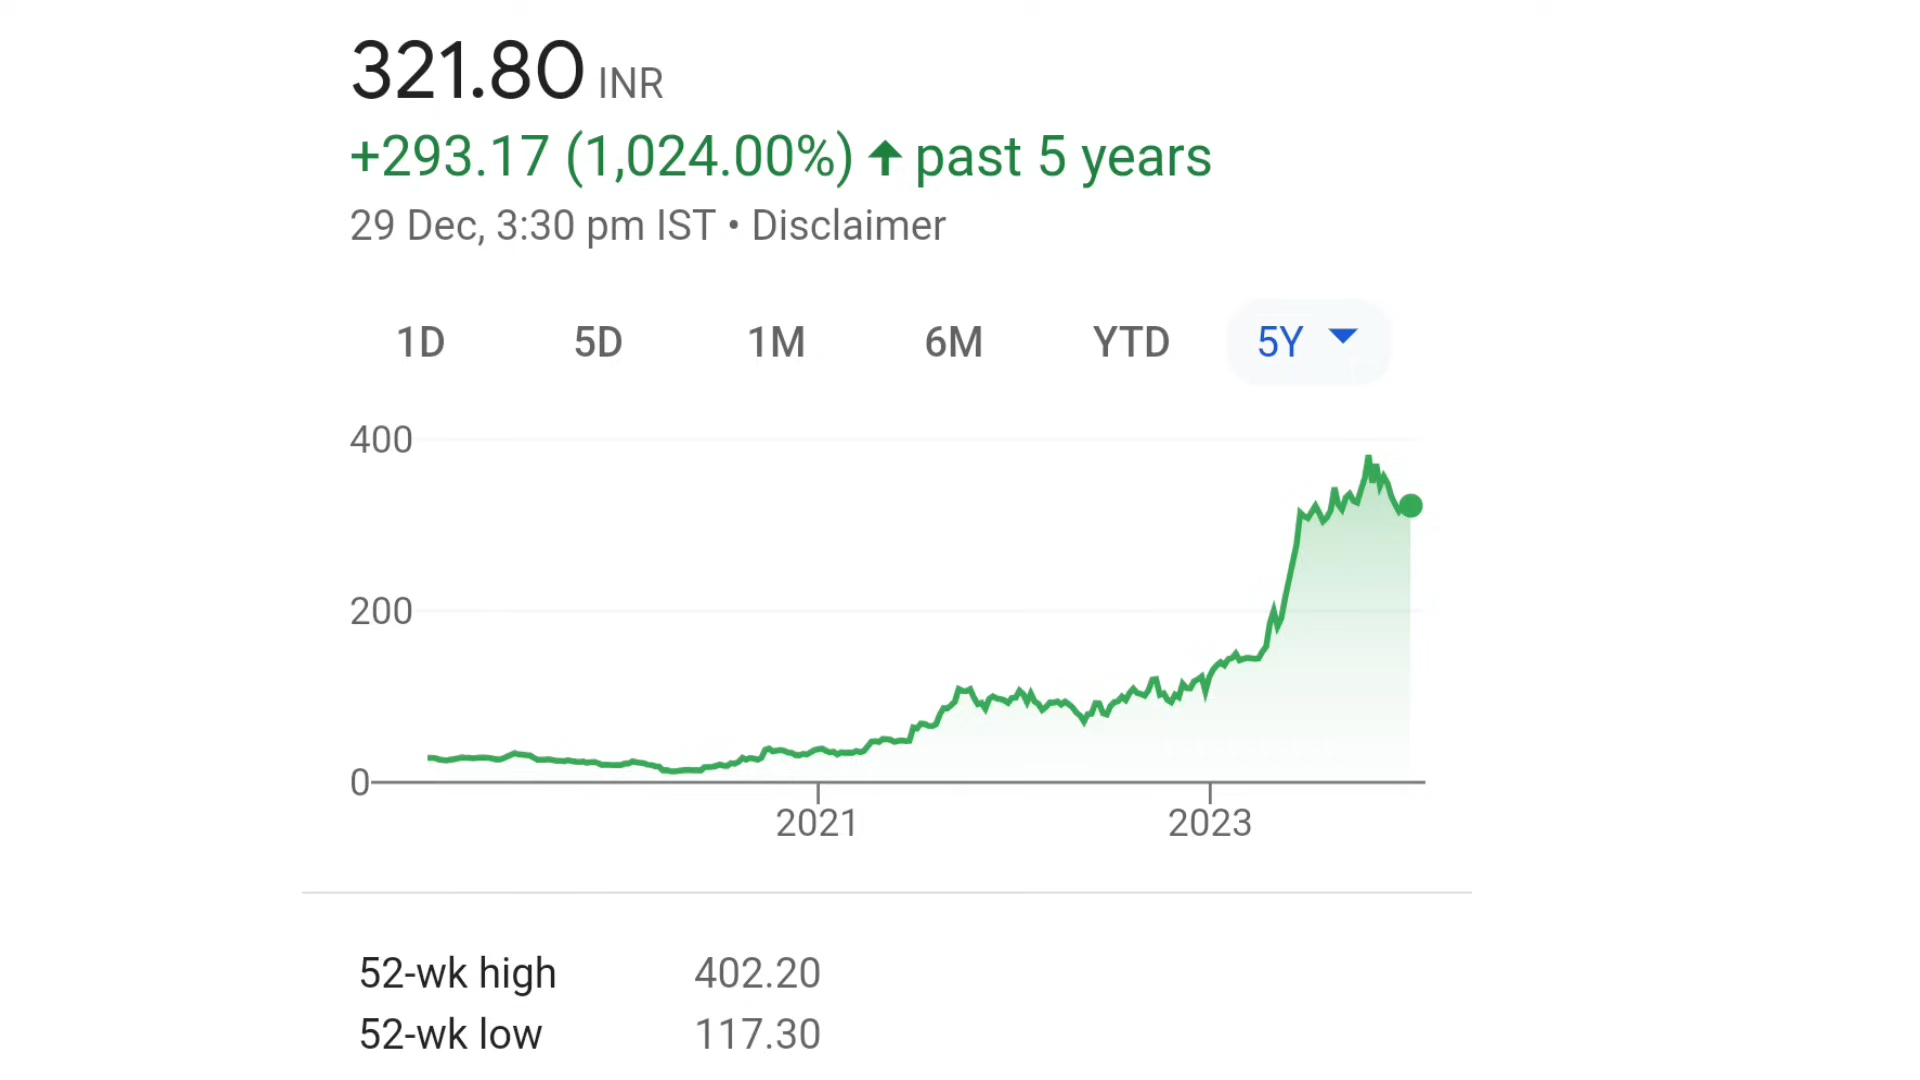 321.80 INR
+293.17 (1,024.00%) ↑ past 5 years
29 Dec, 3:30 pm IST • Disclaimer
1D 5D 1M 6M YTD 5Y
400
200
0
2021 2023
52-wk high 402.20
52-wk low 117.30